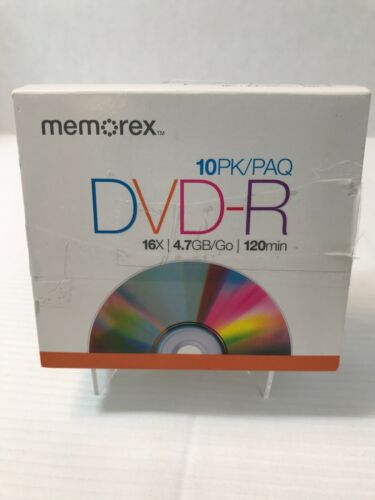 memorex™
10PK/PAQ
DVD-R
16X | 4.7GB/Go | 120min